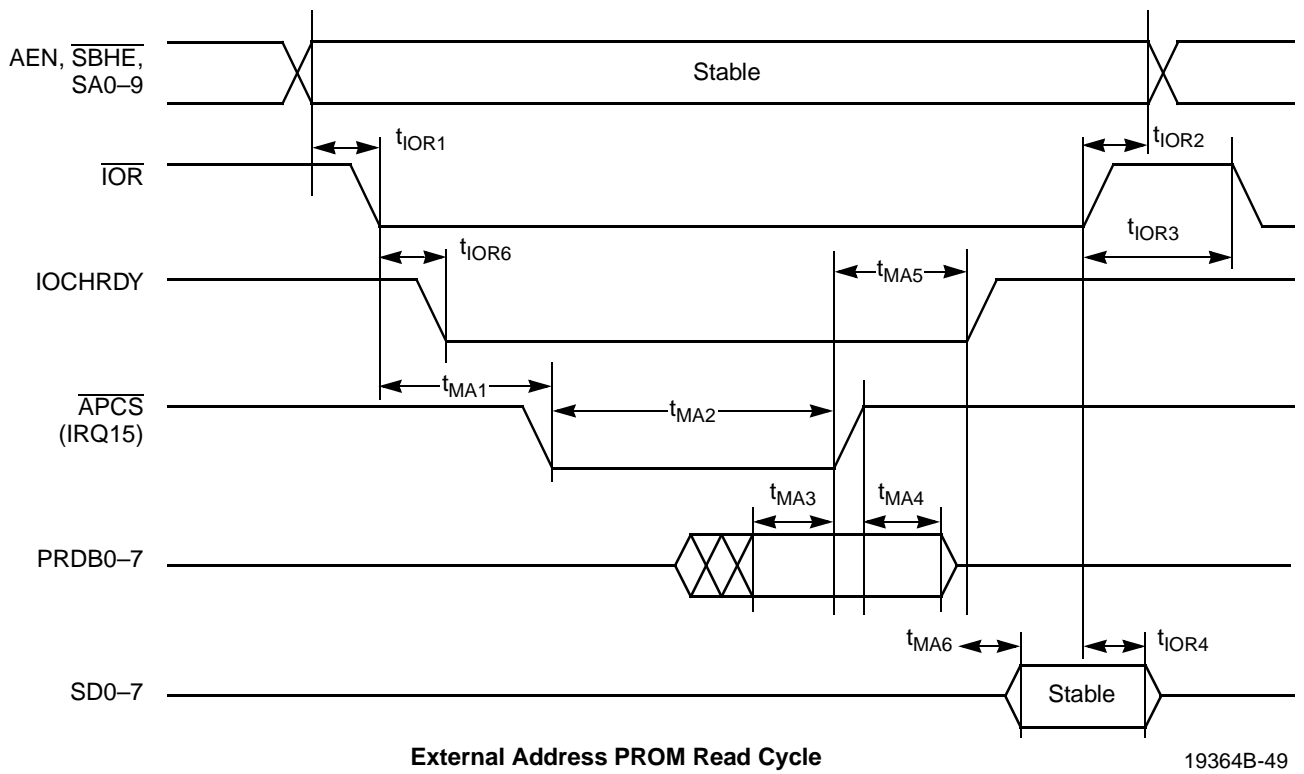 AEN, SBHE,
SA0–9
Stable
tIOR1
tIOR2
IOR
tIOR3
tIOR6
IOCHRDY
tMA5
tMA1
APCS
(IRQ15)
tMA2
tMA3
tMA4
PRDB0–7
tMA6
tIOR4
SD0–7
Stable
External Address PROM Read Cycle
19364B-49